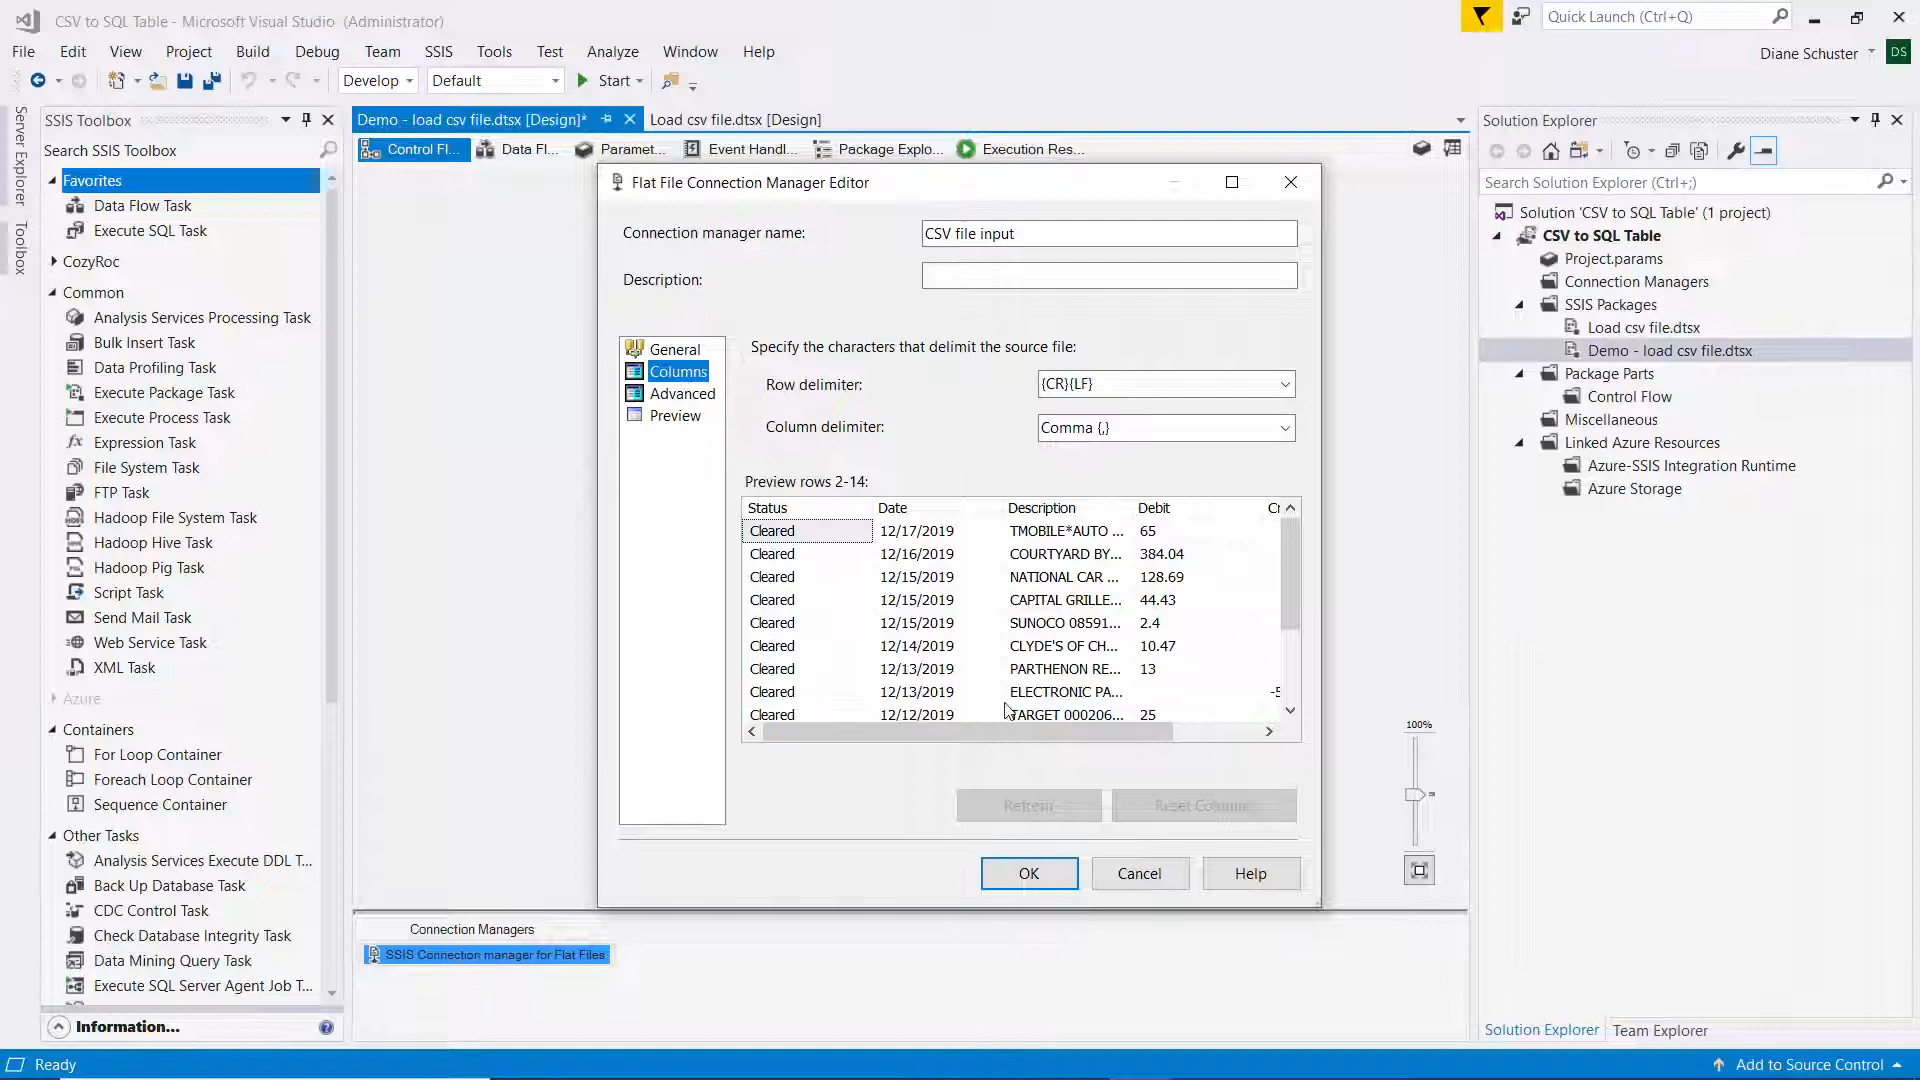 CSV to SQL Table - Microsoft Visual Studio (Administrator)
Quick Launch (Ctrl+Q)
File Edit View Project Build Debug Team SSIS Tools Test Analyze Window Help
Diane Schuster DS
Develop Default Start
Server Explorer
Toolbox
SSIS Toolbox
Search SSIS Toolbox
Favorites
Data Flow Task
Execute SQL Task
CozyRoc
Common
Analysis Services Processing Task
Bulk Insert Task
Data Profiling Task
Execute Package Task
Execute Process Task
Expression Task
File System Task
FTP Task
Hadoop File System Task
Hadoop Hive Task
Hadoop Pig Task
Script Task
Send Mail Task
Web Service Task
XML Task
Azure
Containers
For Loop Container
Foreach Loop Container
Sequence Container
Other Tasks
Analysis Services Execute DDL T...
Back Up Database Task
CDC Control Task
Check Database Integrity Task
Data Mining Query Task
Execute SQL Server Agent Job T...
Information...
Demo - load csv file.dtsx [Design]* Load csv file.dtsx [Design]
Control Fl... Data Fl... Paramet... Event Handl... Package Explo... Execution Res...
Flat File Connection Manager Editor
Connection manager name: CSV file input
Description:
General
Columns
Advanced
Preview
Specify the characters that delimit the source file:
Row delimiter: {CR}{LF}
Column delimiter: Comma {,}
Preview rows 2-14:
Status Date Description Debit Cr
Cleared 12/17/2019 TMOBILE*AUTO ... 65
Cleared 12/16/2019 COURTYARD BY... 384.04
Cleared 12/15/2019 NATIONAL CAR ... 128.69
Cleared 12/15/2019 CAPITAL GRILLE... 44.43
Cleared 12/15/2019 SUNOCO 08591... 2.4
Cleared 12/14/2019 CLYDE'S OF CH... 10.47
Cleared 12/13/2019 PARTHENON RE... 13
Cleared 12/13/2019 ELECTRONIC PA... -5
Cleared 12/12/2019 TARGET 000206... 25
Refresh Reset Columns
OK Cancel Help
100%
Connection Managers
SSIS Connection manager for Flat Files
Solution Explorer
Search Solution Explorer (Ctrl+;)
Solution 'CSV to SQL Table' (1 project)
CSV to SQL Table
Project.params
Connection Managers
SSIS Packages
Load csv file.dtsx
Demo - load csv file.dtsx
Package Parts
Control Flow
Miscellaneous
Linked Azure Resources
Azure-SSIS Integration Runtime
Azure Storage
Solution Explorer Team Explorer
Ready
Add to Source Control